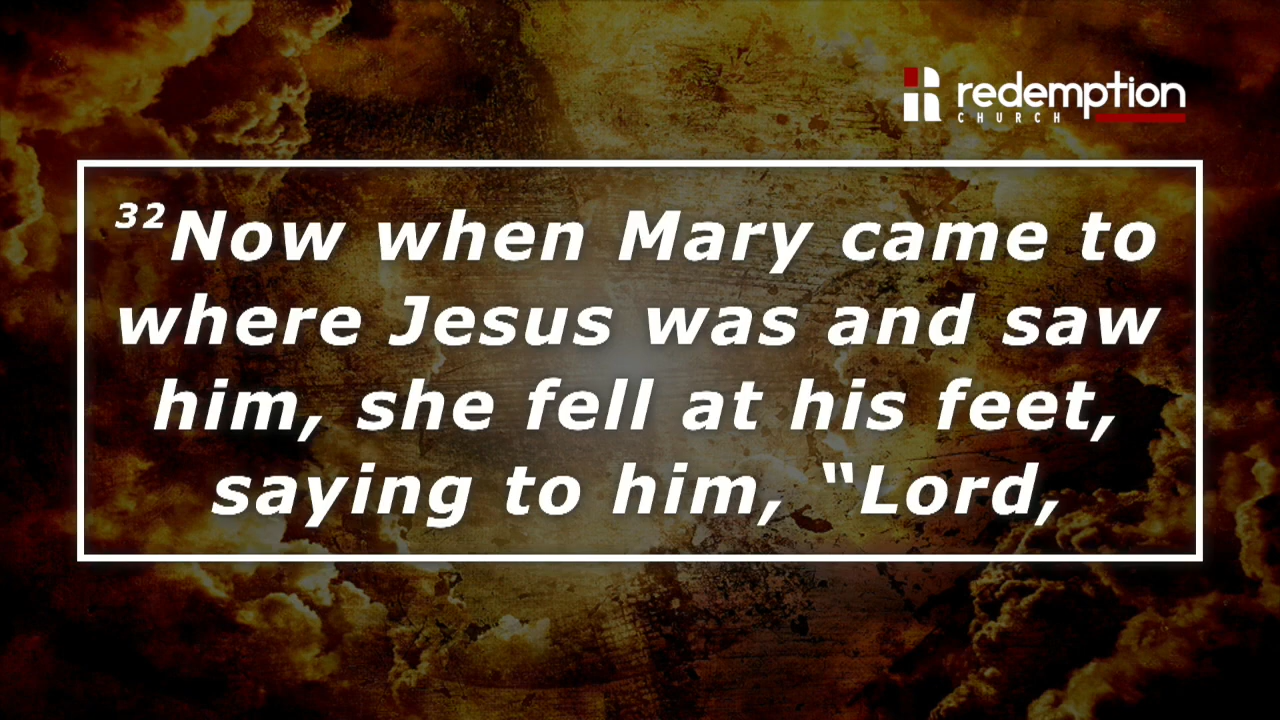 redemption
CHURCH
³²Now when Mary came to
where Jesus was and saw
him, she fell at his feet,
saying to him, “Lord,